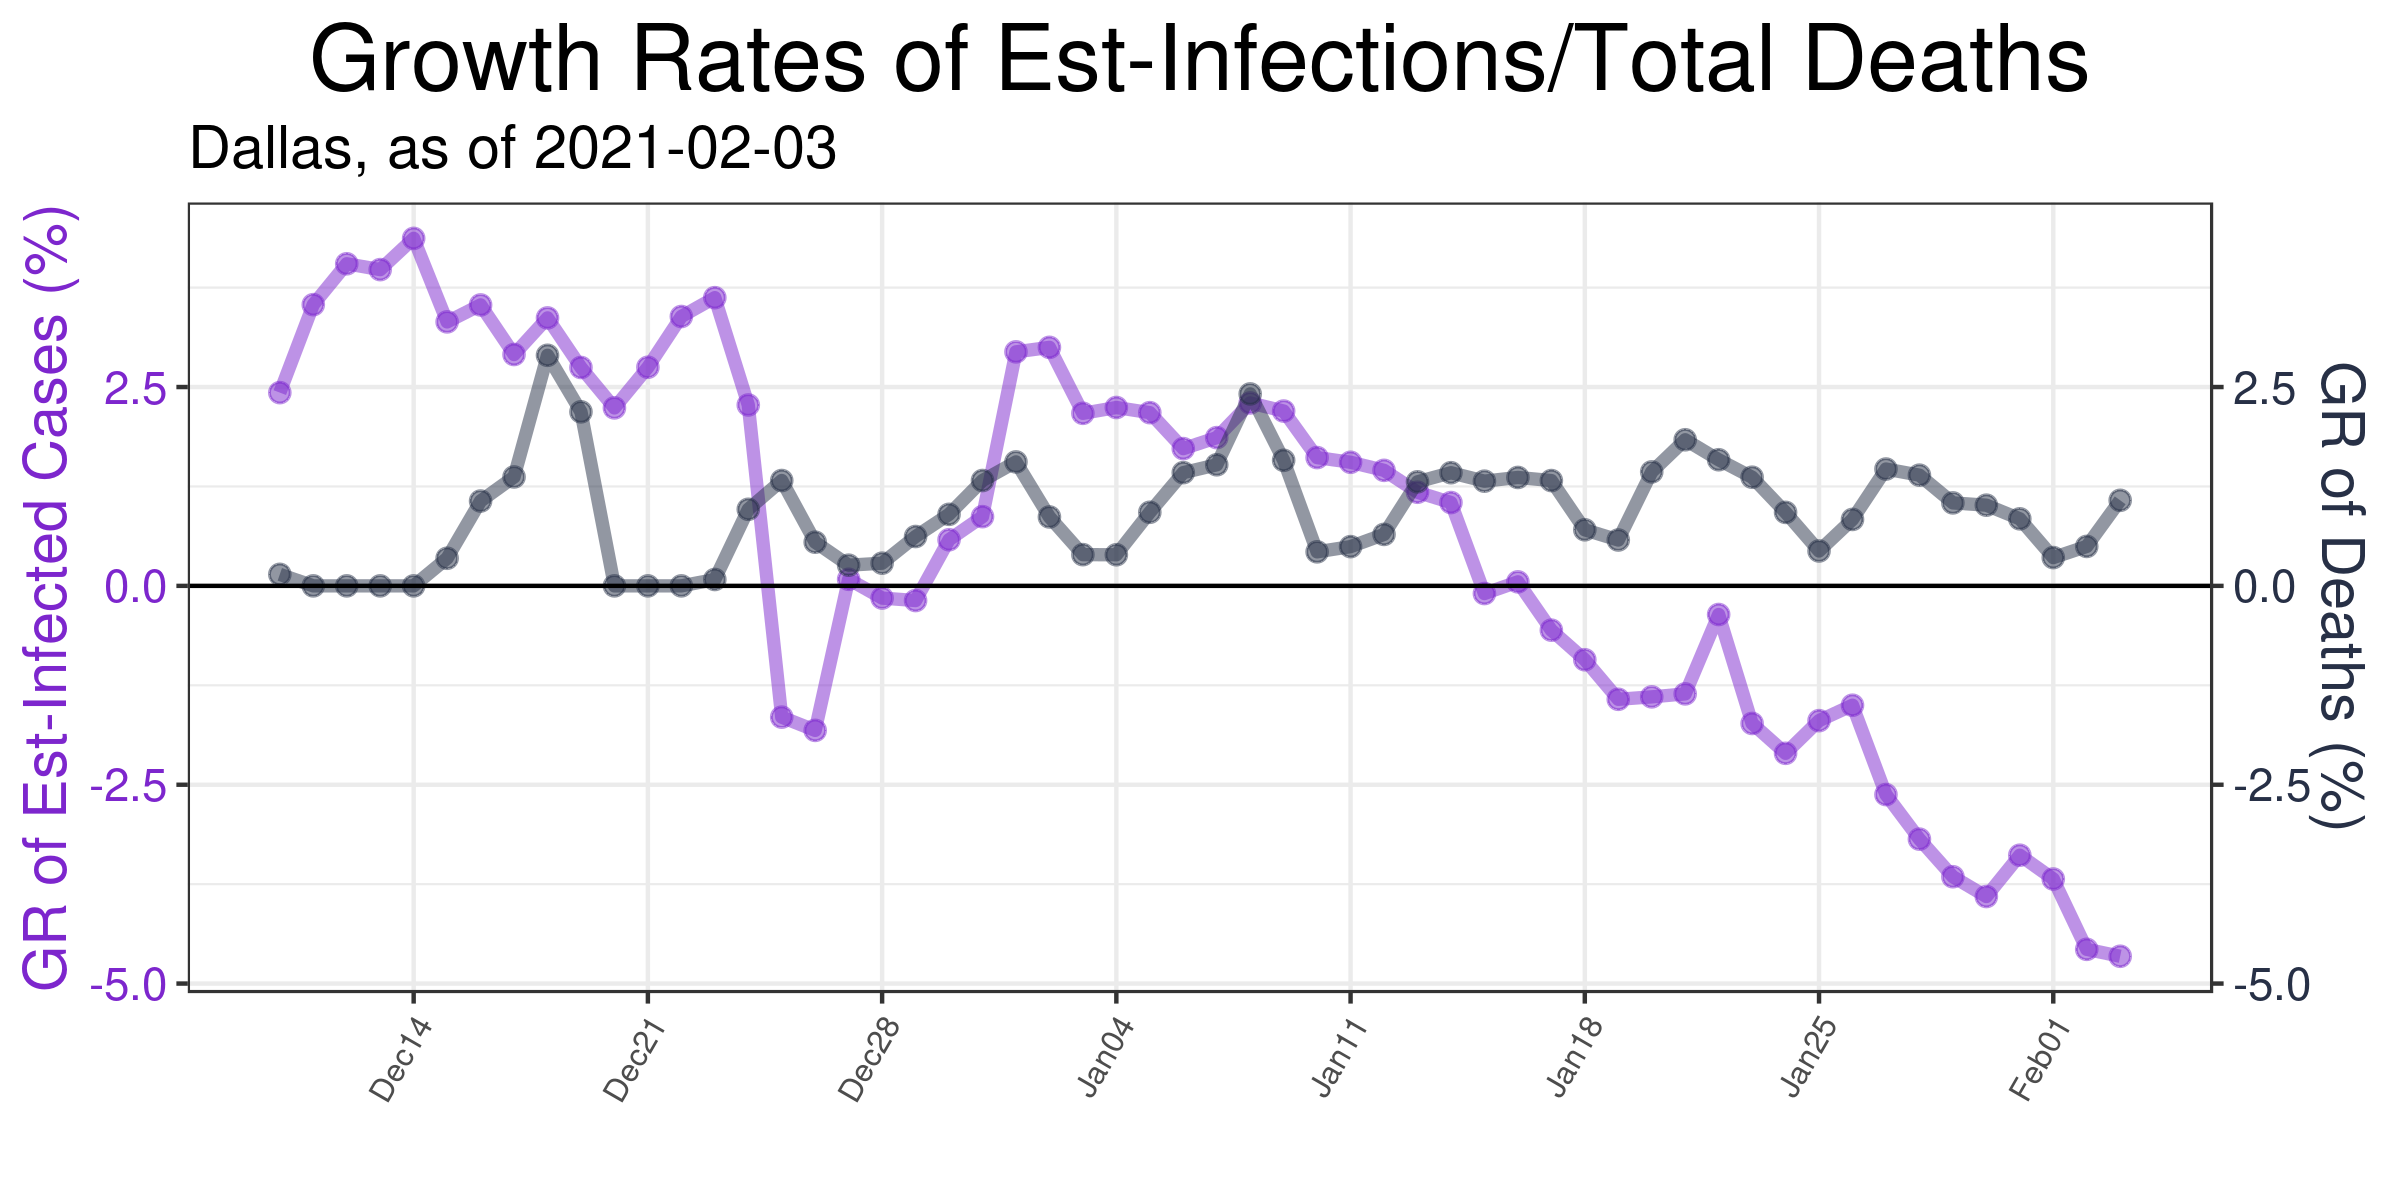 Growth Rates of Est-Infections/Total Deaths
Dallas, as of 2021-02-03
GR of Est-Infected Cases (%)
2.5
0.0
-2.5
-5.0
2.5
0.0
-2.5
-5.0
GR of Deaths (%)
Dec14
Dec21
Dec28
Jan04
Jan11
Jan18
Jan25
Feb01